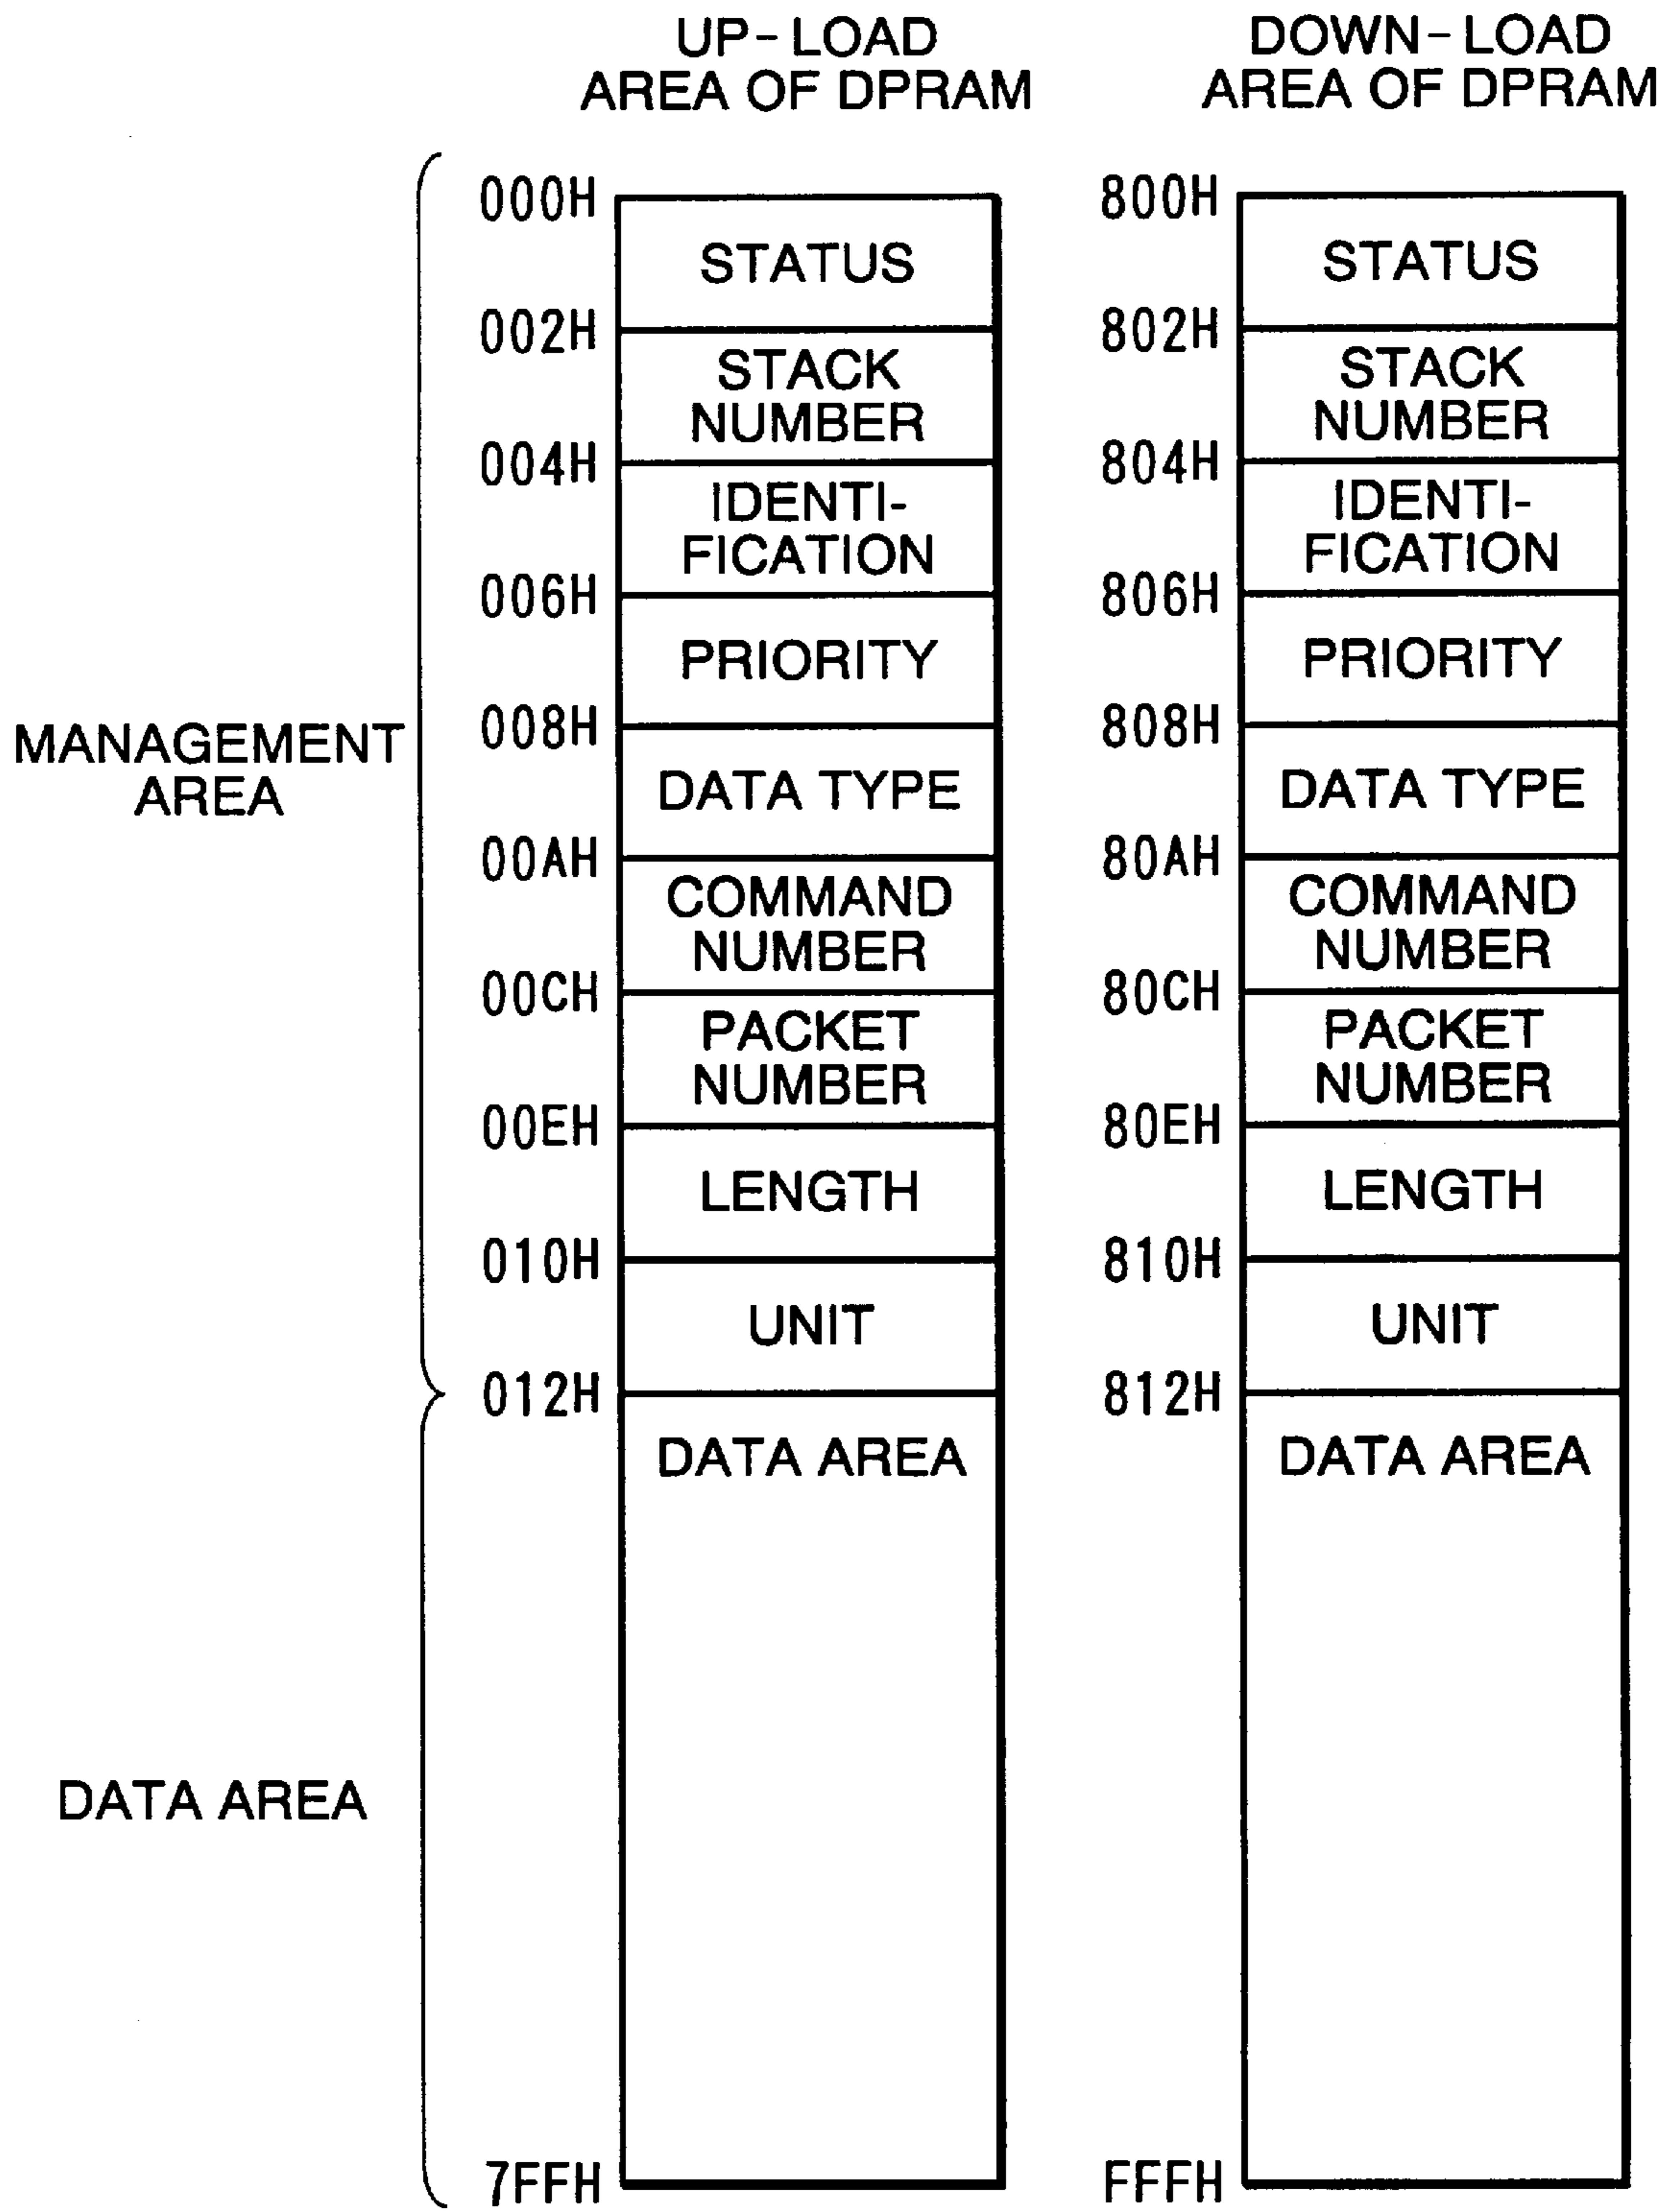 UP-LOAD
AREA OF DPRAM
DOWN-LOAD
AREA OF DPRAM
MANAGEMENT
AREA
DATA AREA
000H
STATUS
002H
STACK
NUMBER
004H
IDENTI-
FICATION
006H
PRIORITY
008H
DATA TYPE
00AH
COMMAND
NUMBER
00CH
PACKET
NUMBER
00EH
LENGTH
010H
UNIT
012H
DATA AREA
7FFH
800H
STATUS
802H
STACK
NUMBER
804H
IDENTI-
FICATION
806H
PRIORITY
808H
DATA TYPE
80AH
COMMAND
NUMBER
80CH
PACKET
NUMBER
80EH
LENGTH
810H
UNIT
812H
DATA AREA
FFFH